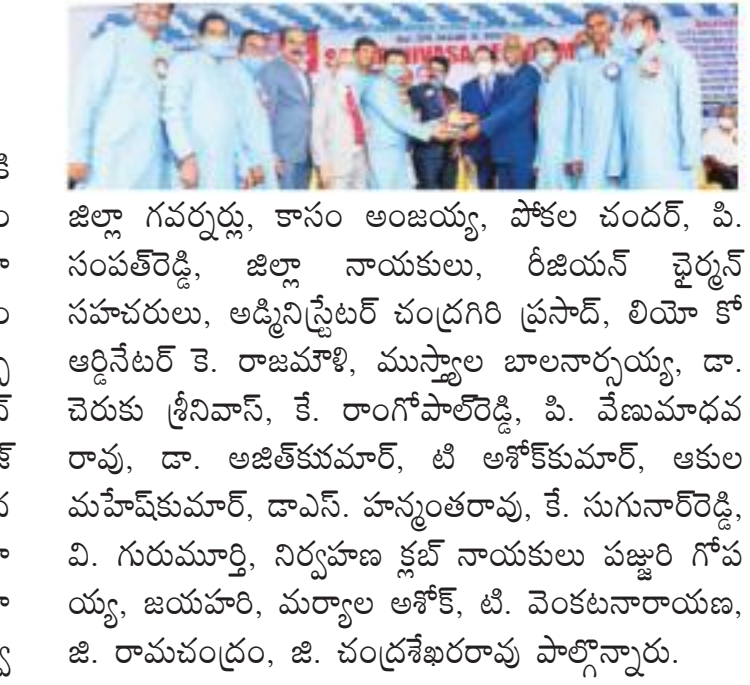 జిల్లా గవర్నర్లు, కాసం అంజయ్య, పోకల చందర్, పి.
సంపత్‌రెడ్డి, జిల్లా నాయకులు, రీజియన్ ఛైర్మన్
సహచరులు, అడ్మినిస్ట్రేటర్ చంద్రగిరి ప్రసాద్, లియో కో
ఆర్డినేటర్ కె. రాజమౌళి, ముస్త్యాల బాలనార్సయ్య, డా.
చెరుకు శ్రీనివాస్, కే. రాంగోపాల్‌రెడ్డి, పి. వేణుమాధవ
రావు, డా. అజిత్‌కుమార్, టి అశోక్‌కుమార్, ఆకుల
మహేష్‌కుమార్, డాఎస్. హన్మంతరావు, కే. సుగునార్‌రెడ్డి,
వి. గురుమూర్తి, నిర్వహణ క్లబ్ నాయకులు పజ్జురి గోప
య్య, జయహరి, మర్యాల అశోక్, టి. వెంకటనారాయణ,
జి. రామచంద్రం, జి. చంద్రశేఖరరావు పాల్గొన్నారు.